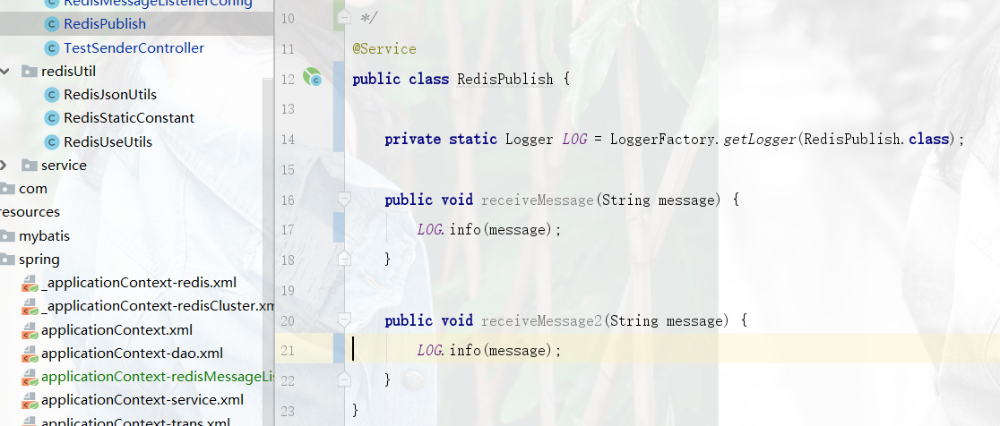 RedisMessageListenerConfig
RedisPublish
TestSenderController
redisUtil
RedisJsonUtils
RedisStaticConstant
RedisUseUtils
service
com
resources
mybatis
spring
_applicationContext-redis.xml
_applicationContext-redisCluster.xm
applicationContext.xml
applicationContext-dao.xml
applicationContext-redisMessageLi
applicationContext-service.xml
applicationContext-trans.xml
10 */
11 @Service
12 public class RedisPublish {
13
14 private static Logger LOG = LoggerFactory.getLogger(RedisPublish.class);
15
16 public void receiveMessage(String message) {
17 LOG.info(message);
18 }
19
20 public void receiveMessage2(String message) {
21 LOG.info(message);
22 }
23 }